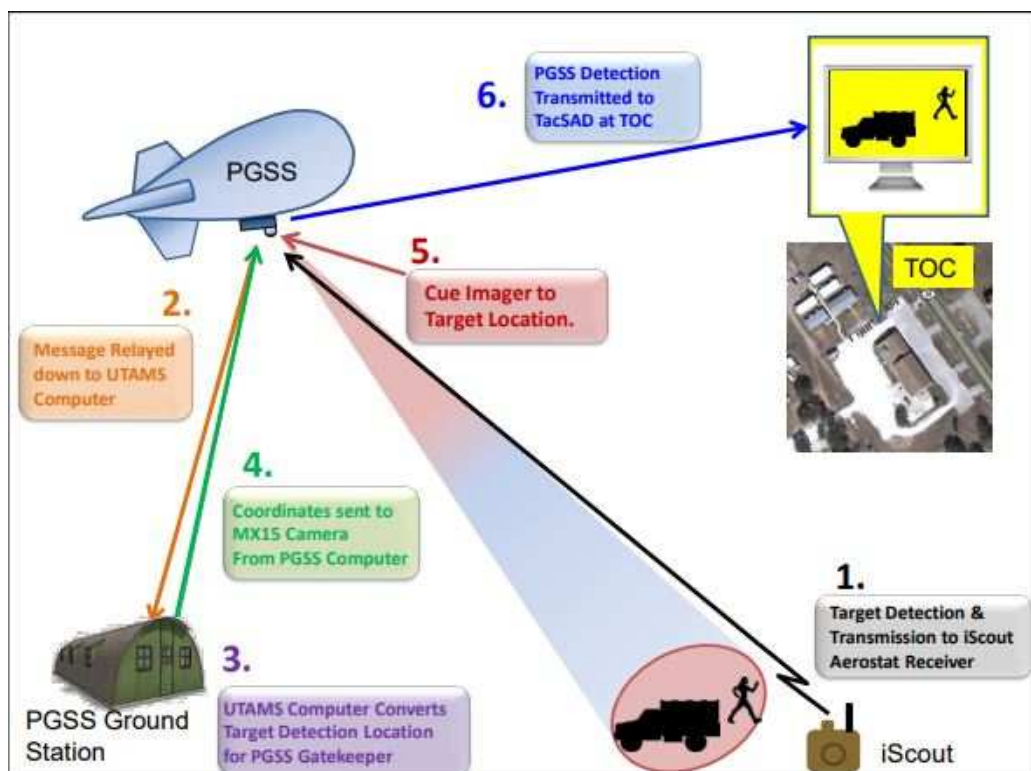 6.
PGSS Detection
Transmitted to
TacSAD at TOC
PGSS
TOC
5.
Cue Imager to
Target Location.
2.
Message Relayed
down to UTAMS
Computer
4.
Coordinates sent to
MX15 Camera
From PGSS Computer
1.
Target Detection &
Transmission to iScout
Aerostat Receiver
3.
UTAMS Computer Converts
Target Detection Location
for PGSS Gatekeeper
PGSS Ground
Station
iScout